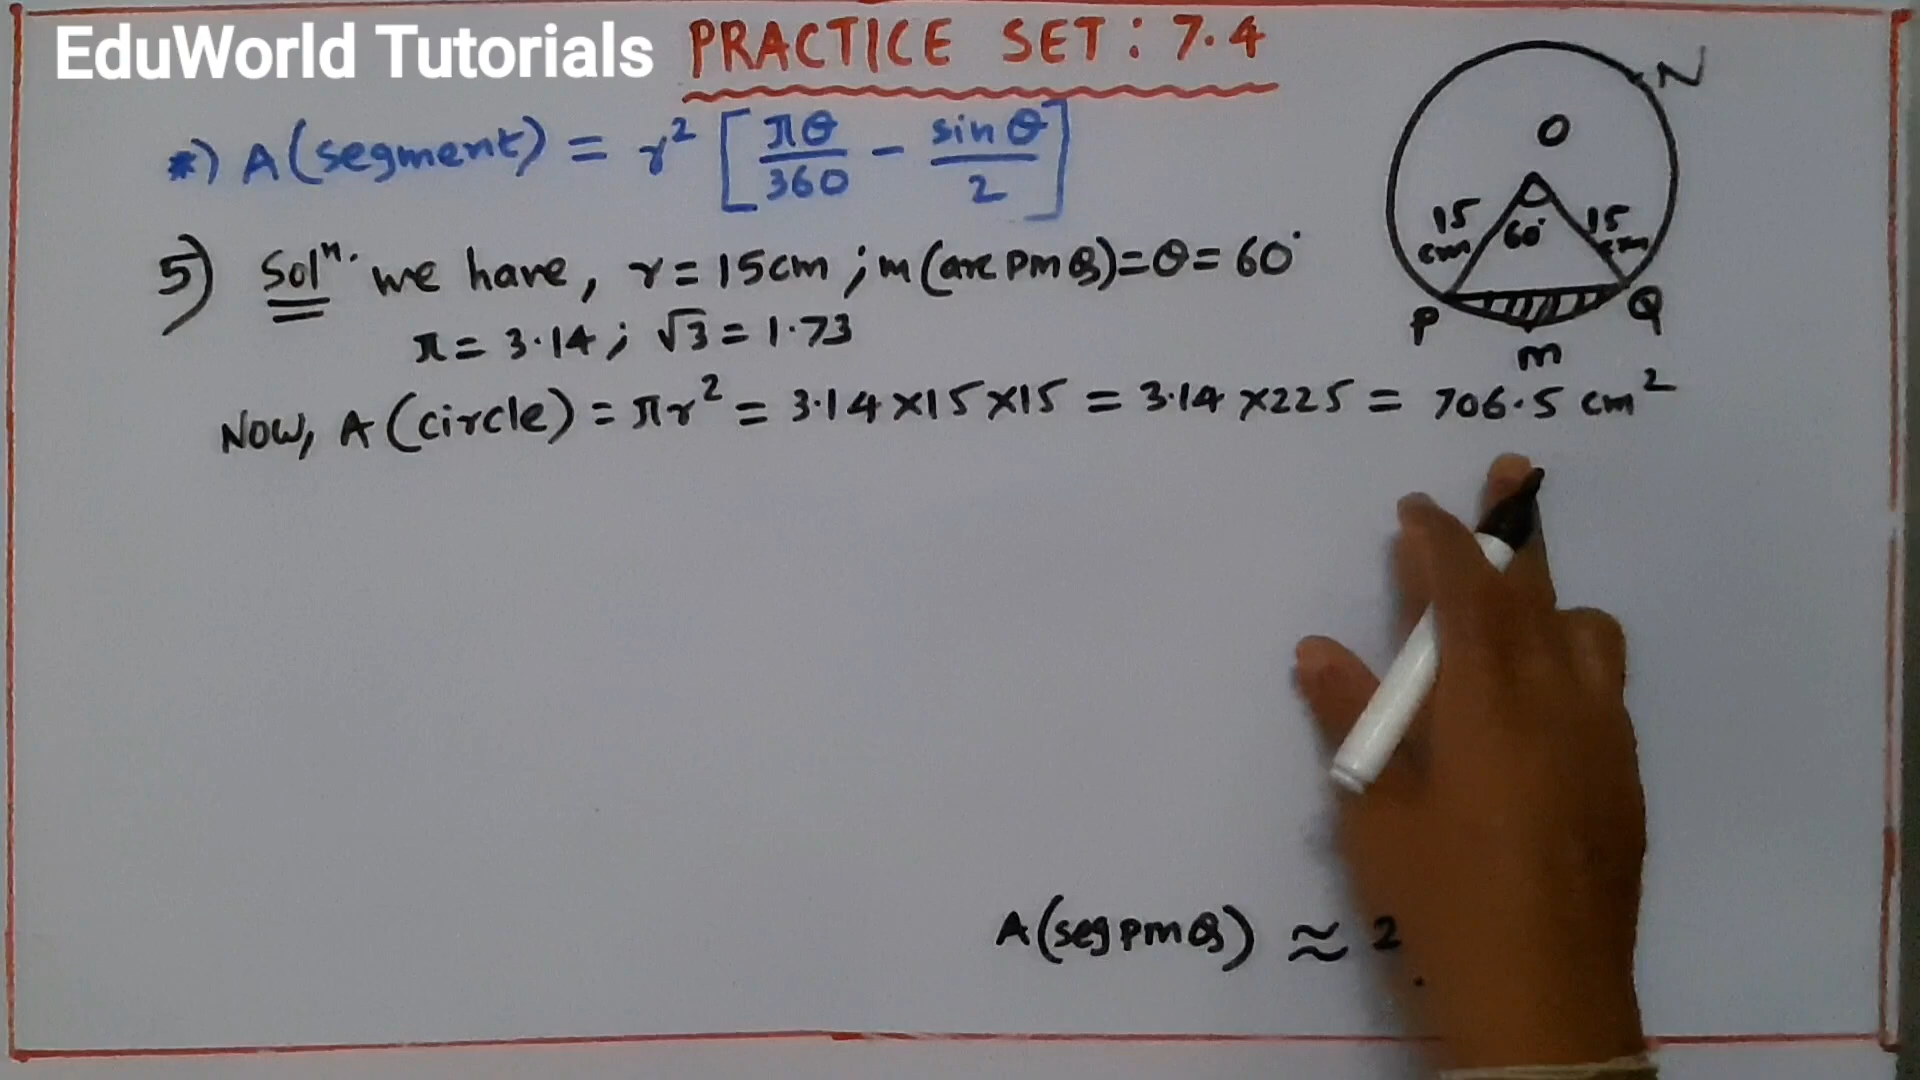 EduWorld Tutorials PRACTICE SET: 7.4
*) A(segment) = r² [πθ/360 - sinθ/2]
5) Solⁿ. we have, r = 15cm ; m(arc PMQ) = θ = 60°
π = 3.14 ; √3 = 1.73
NOW, A(circle) = πr² = 3.14 × 15 × 15 = 3.14 × 225 = 706.5 cm²
N
O
15 cm 60° 15 cm
P Q
M
A(seg PMQ) ≈ 2